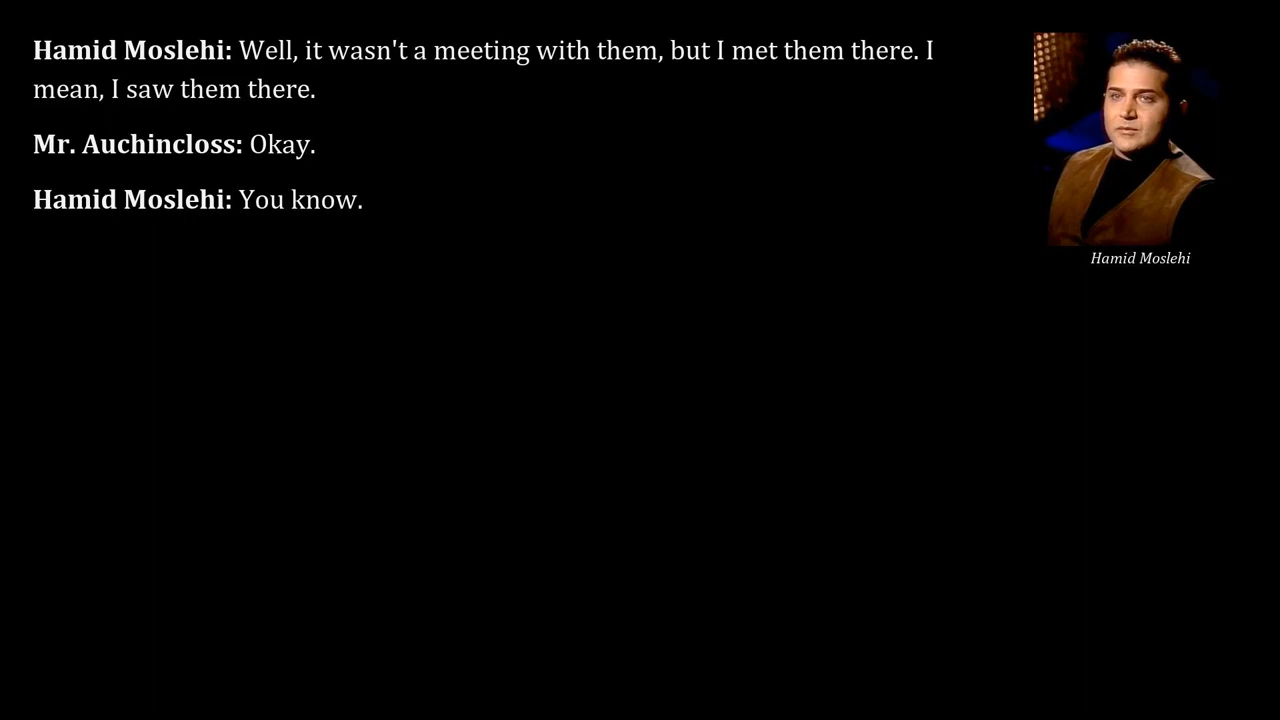 Hamid Moslehi: Well, it wasn't a meeting with them, but I met them there. I
mean, I saw them there.
Mr. Auchincloss: Okay.
Hamid Moslehi: You know.
Hamid Moslehi